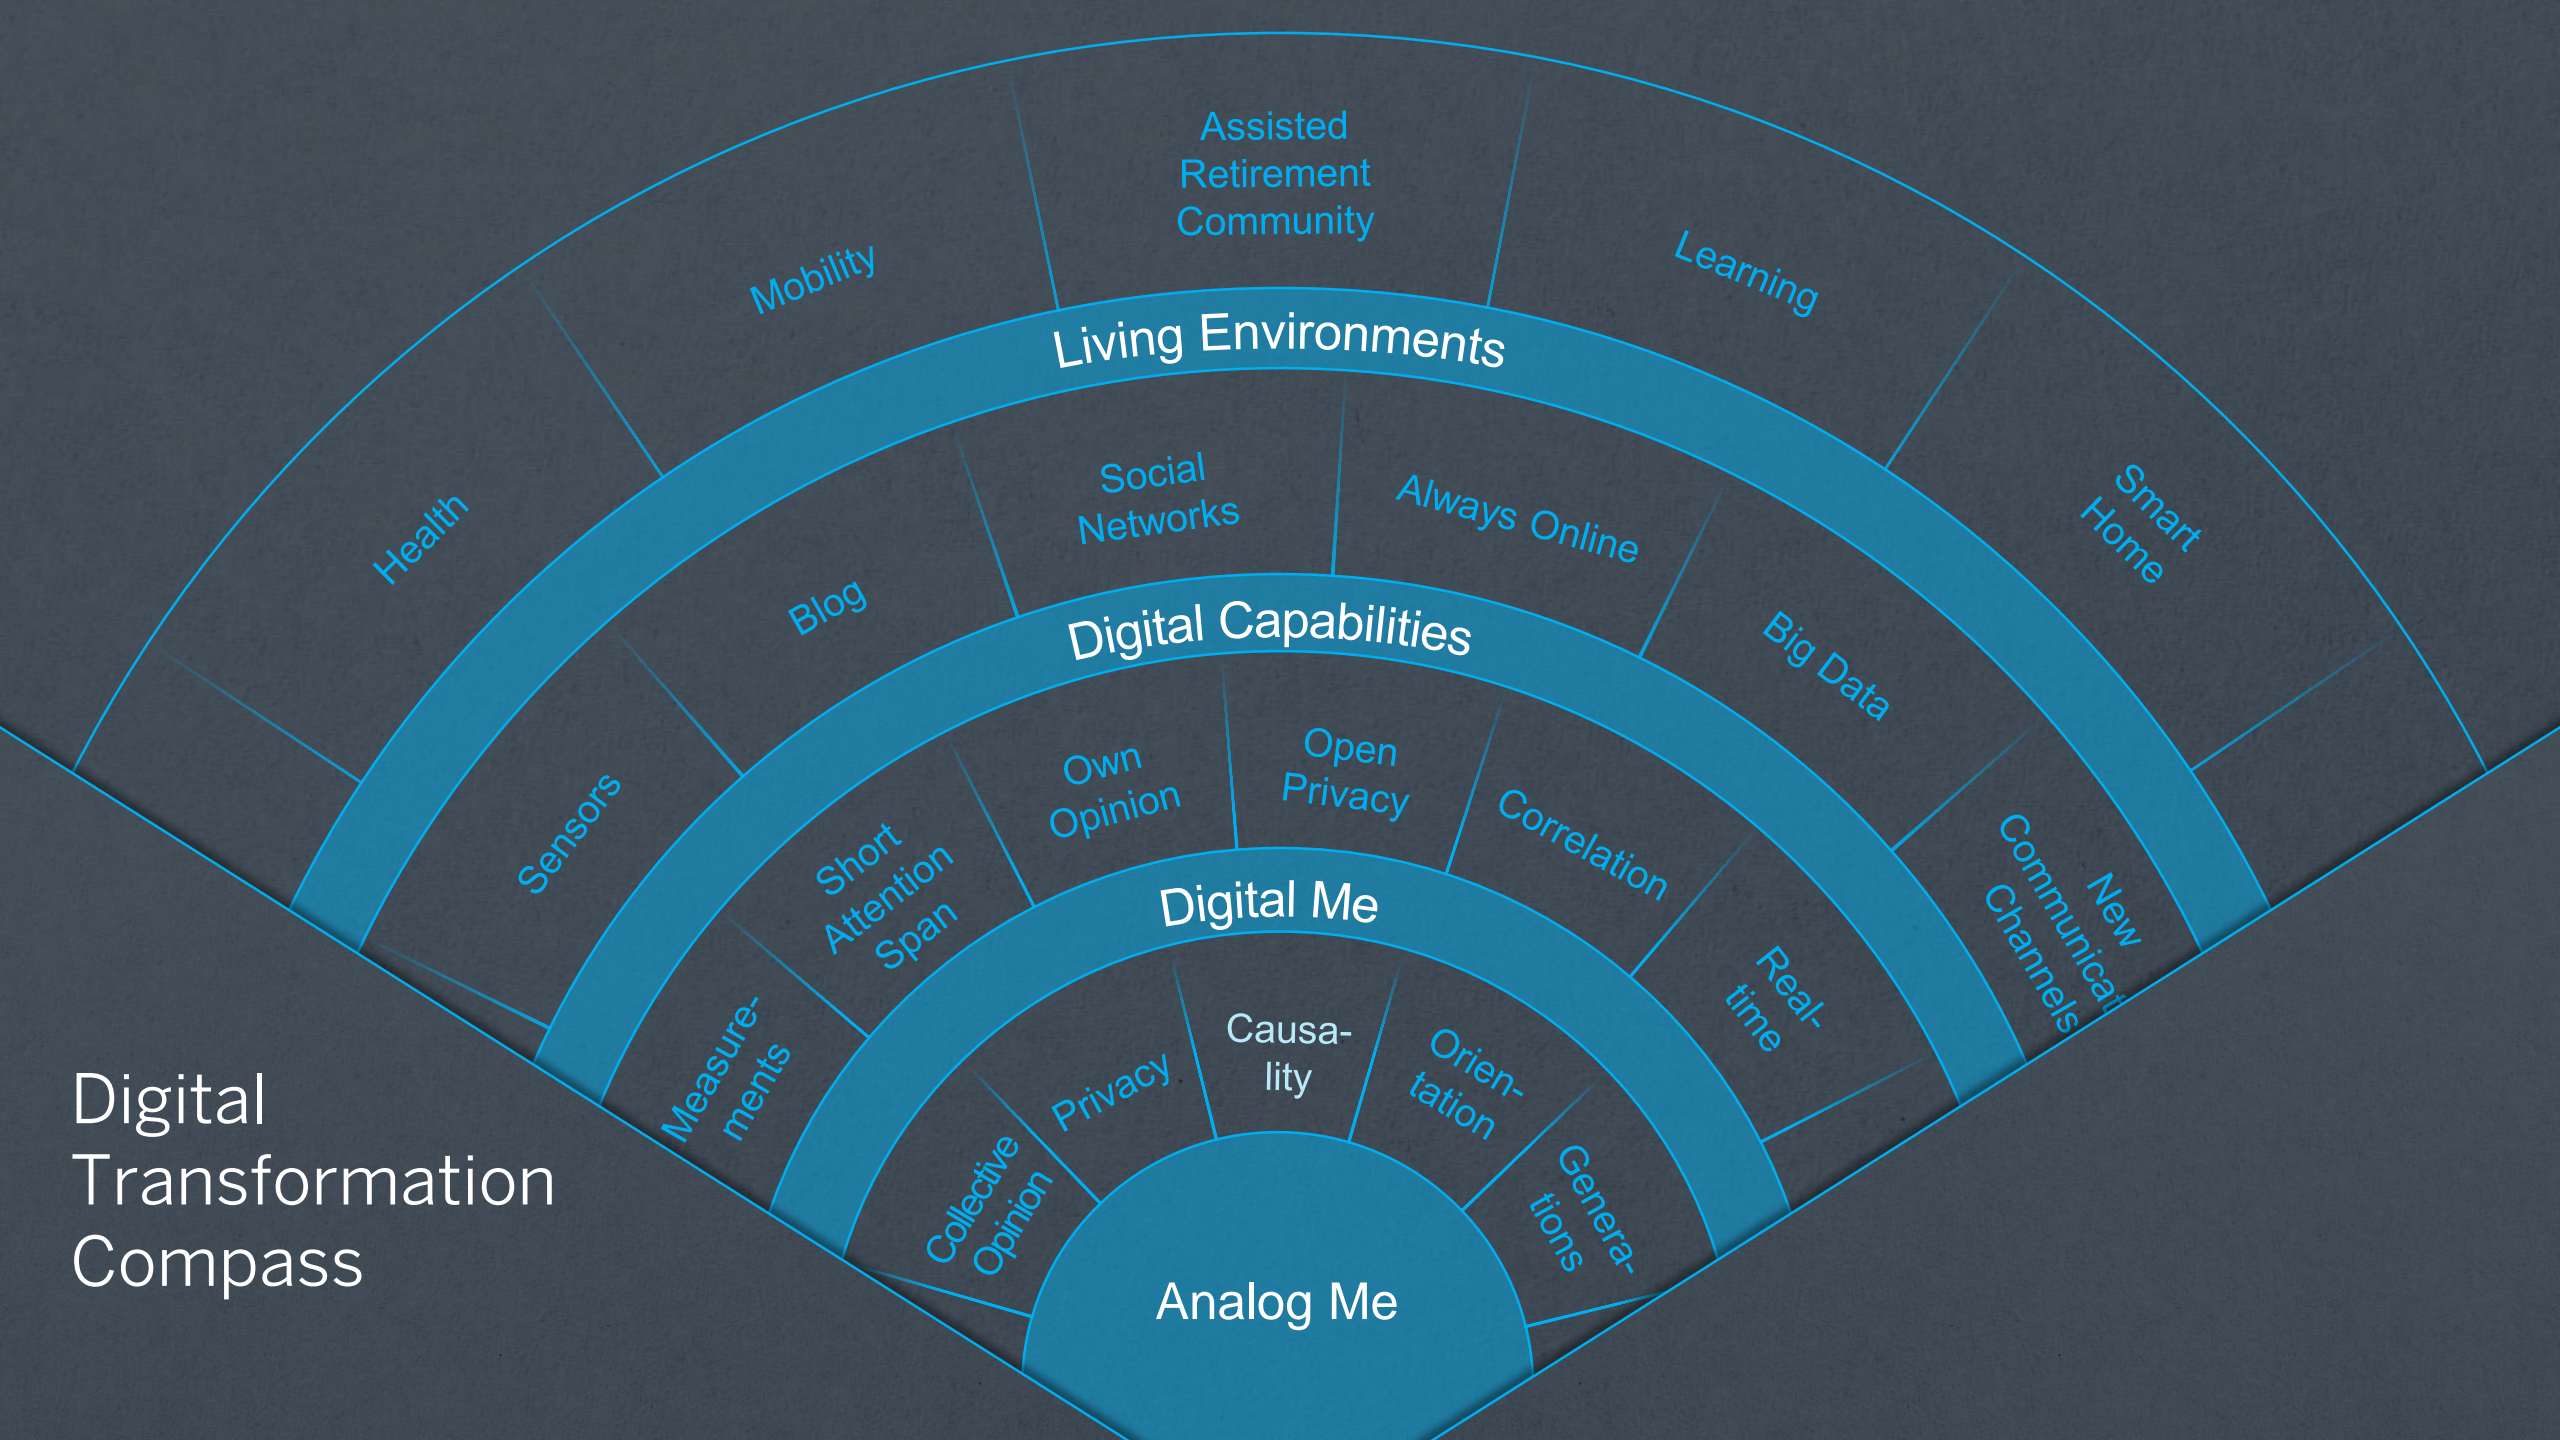 Assisted
Retirement
Community
Mobility
Learning
Health
Smart
Home
Living Environments
Social
Networks
Always Online
Blog
Big Data
Sensors
New
Communicat
Channels
Digital Capabilities
Own
Opinion
Open
Privacy
Short
Attention
Span
Correlation
Measure-
ments
Real-
time
Digital Me
Causa-
lity
Privacy
Orien-
tation
Collective
Opinion
Genera-
tions
Analog Me
Digital
Transformation
Compass